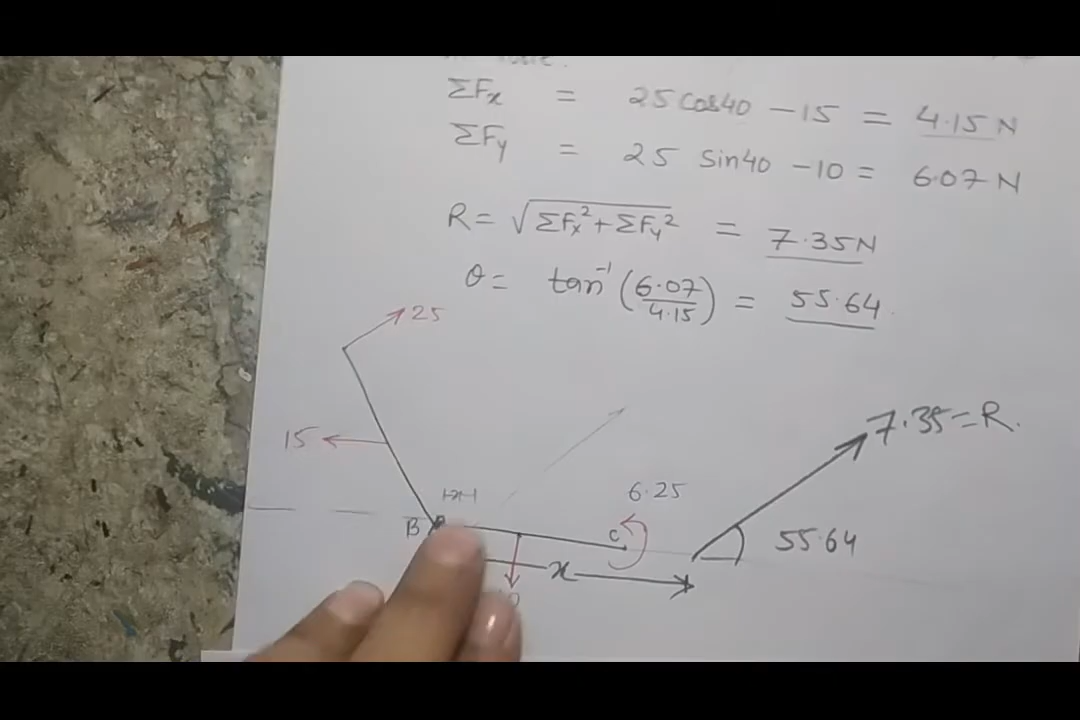 ΣFx = 25 cos40 - 15 = 4.15 N
ΣFy = 25 sin40 - 10 = 6.07 N
R = √ΣFx² + ΣFy² = 7.35N
θ = tan⁻¹(6.07/4.15) = 55.64
25
7.35=R.
15
6.25
B
C
55.64
x